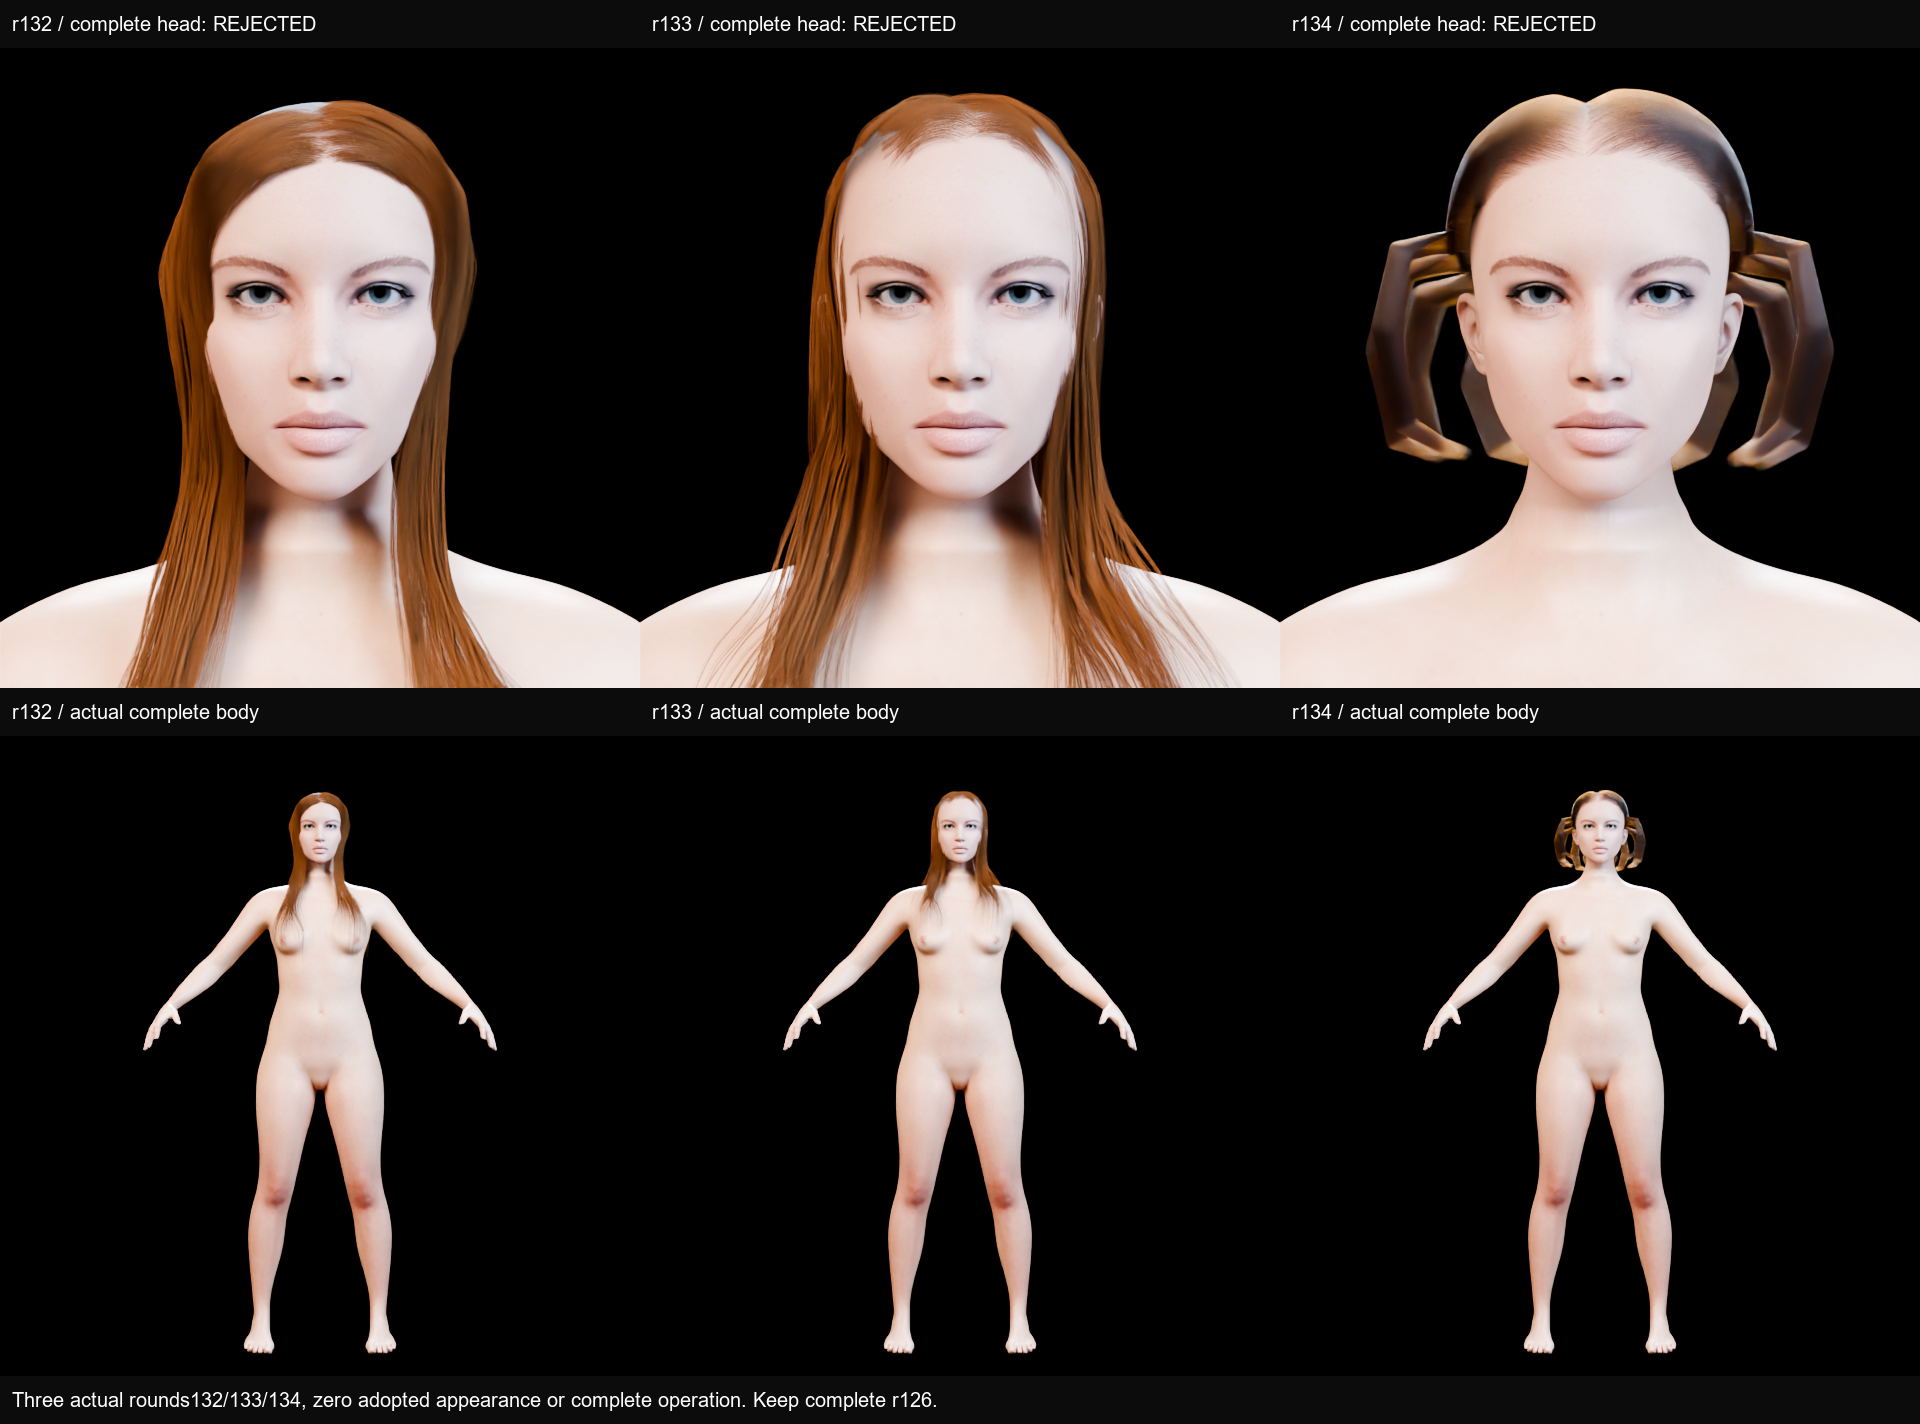 r132 / complete head: REJECTED
r133 / complete head: REJECTED
r134 / complete head: REJECTED
r132 / actual complete body
r133 / actual complete body
r134 / actual complete body
Three actual rounds132/133/134, zero adopted appearance or complete operation. Keep complete r126.